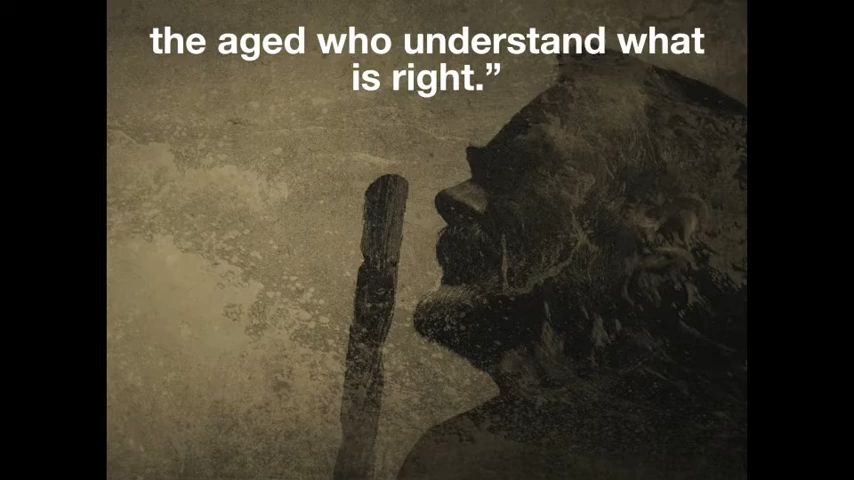 the aged who understand what
is right.”